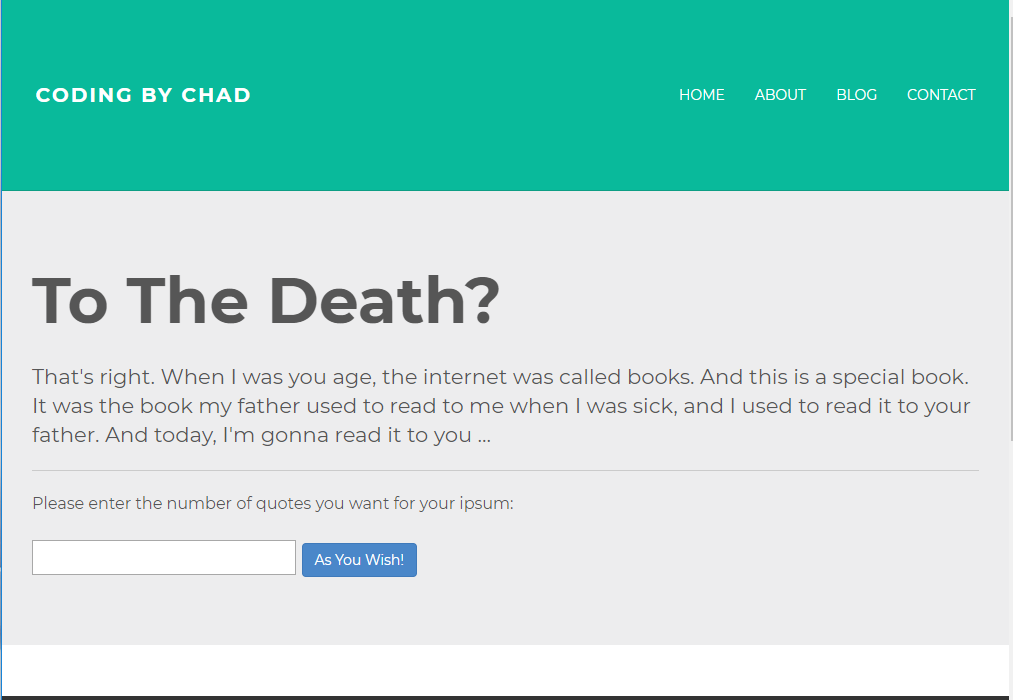 CODING BY CHAD
HOME ABOUT BLOG CONTACT
To The Death?
That's right. When I was you age, the internet was called books. And this is a special book.
It was the book my father used to read to me when I was sick, and I used to read it to your
father. And today, I'm gonna read it to you ...
Please enter the number of quotes you want for your ipsum:
As You Wish!